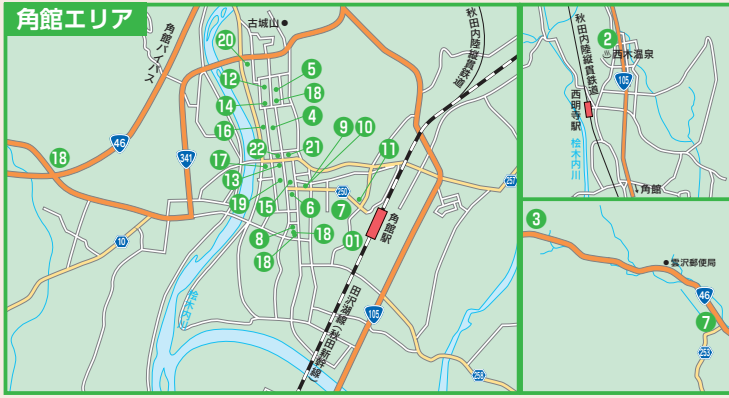 角館エリア
古城山
角館バイパス
秋田内陸縦貫鉄道
20
12
5
14
18
16
4
46
18
341
9
10
11
22
21
17
13
19
15
6
250
7
257
角館駅
8
18
18
01
10
桧木内川
田沢湖線(秋田新幹線)
105
秋田内陸縦貫鉄道
2
西木温泉
105
西明寺駅
桧木内川
角館
3
雲沢郵便局
46
7
253